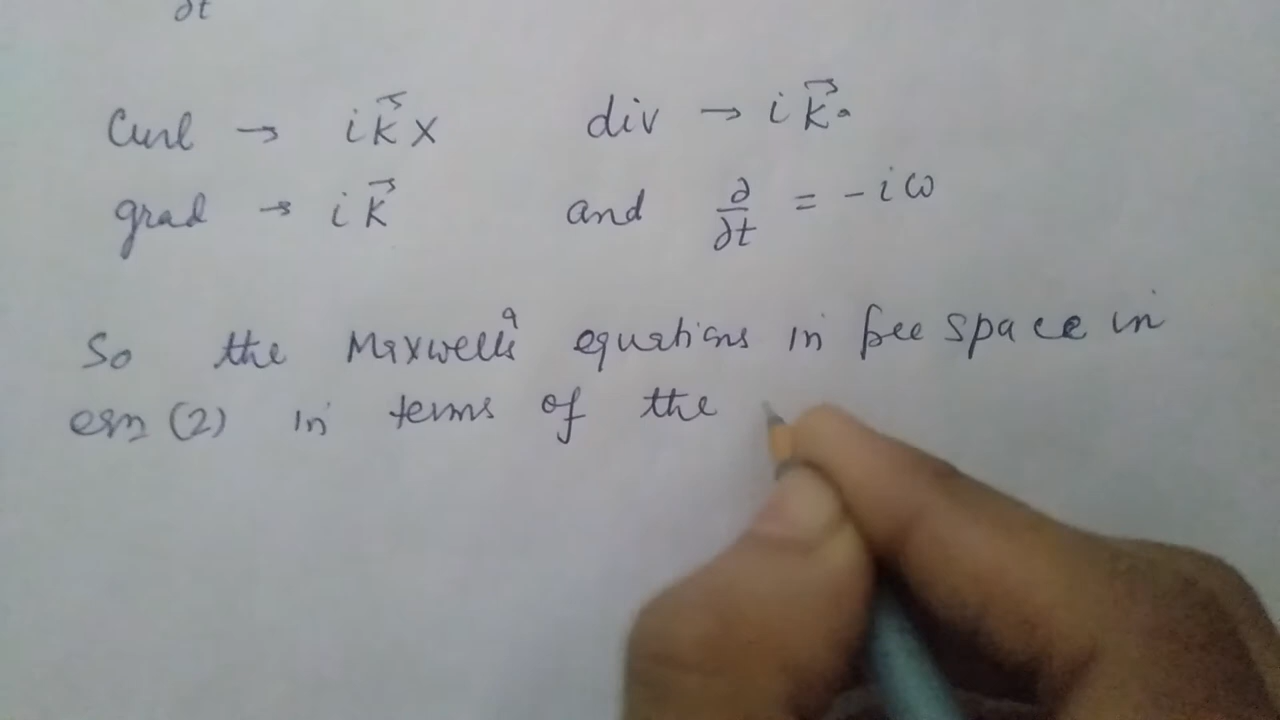 ∂t
Curl → i k⃗ ×     div → i k⃗ ·
grad → i k⃗     and ∂/∂t = -iω
So the Maxwell's equations in free space in
eqn (2) in terms of the